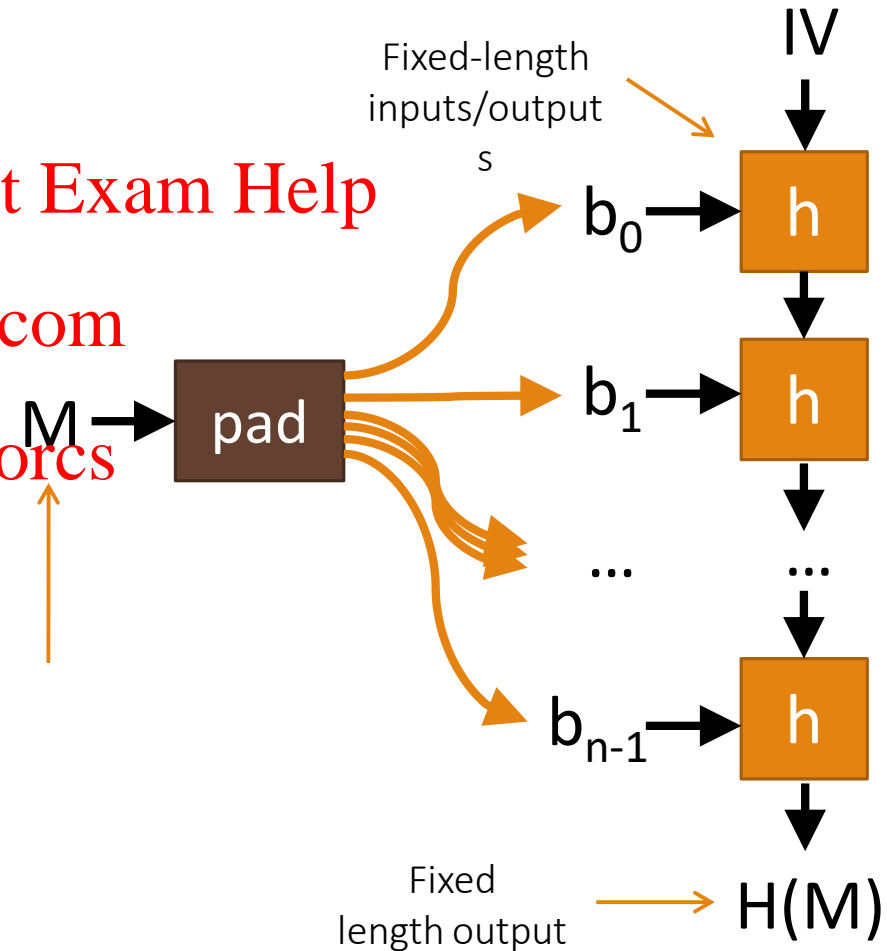 IV
Fixed-length
inputs/output
s
t Exam Help
b0
h
com
M
pad
b1
h
orcs
...
...
bn-1
h
Fixed
length output
H(M)